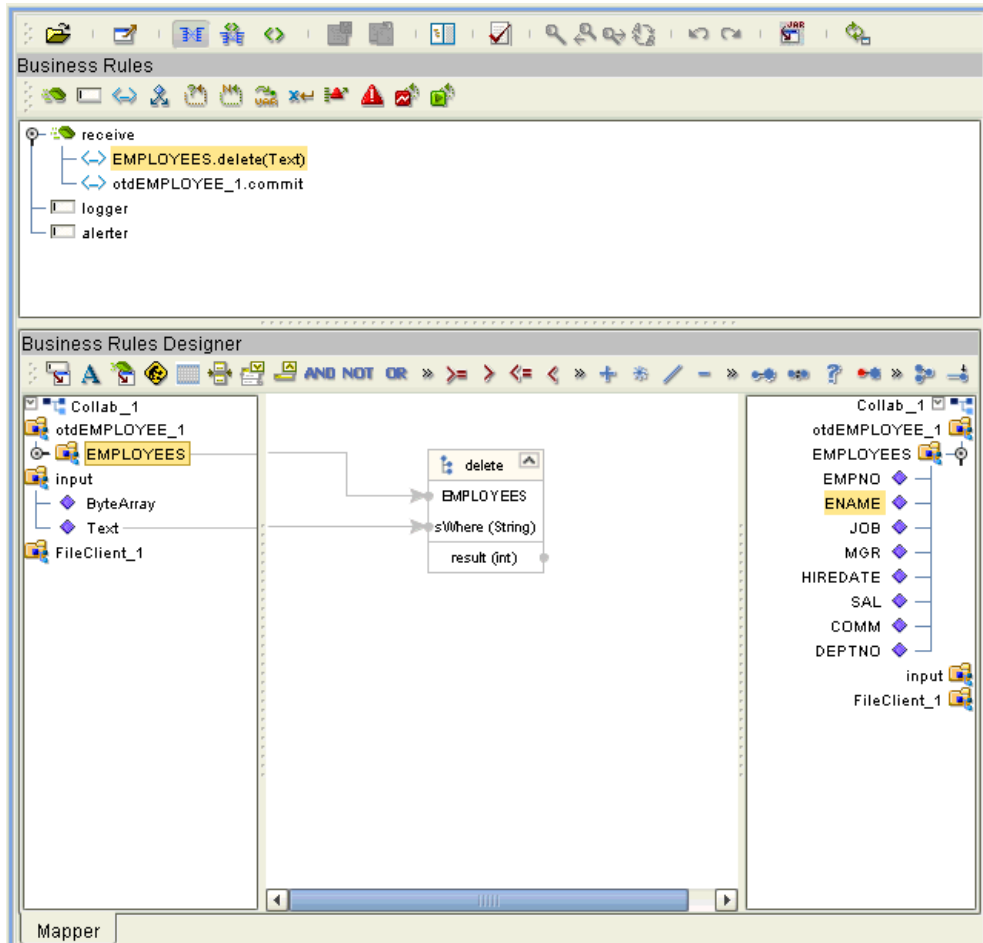 JAR
Business Rules
receive
EMPLOYEES.delete(Text)
otdEMPLOYEE_1.commit
logger
alerter
Business Rules Designer
A AND NOT OR » >= > <= < » + * / - » ? » 
Collab_1
otdEMPLOYEE_1
EMPLOYEES
input
ByteArray
Text
FileClient_1
delete
EMPLOYEES
sWhere (String)
result (int)
Collab_1
otdEMPLOYEE_1
EMPLOYEES
EMPNO
ENAME
JOB
MGR
HIREDATE
SAL
COMM
DEPTNO
input
FileClient_1
Mapper